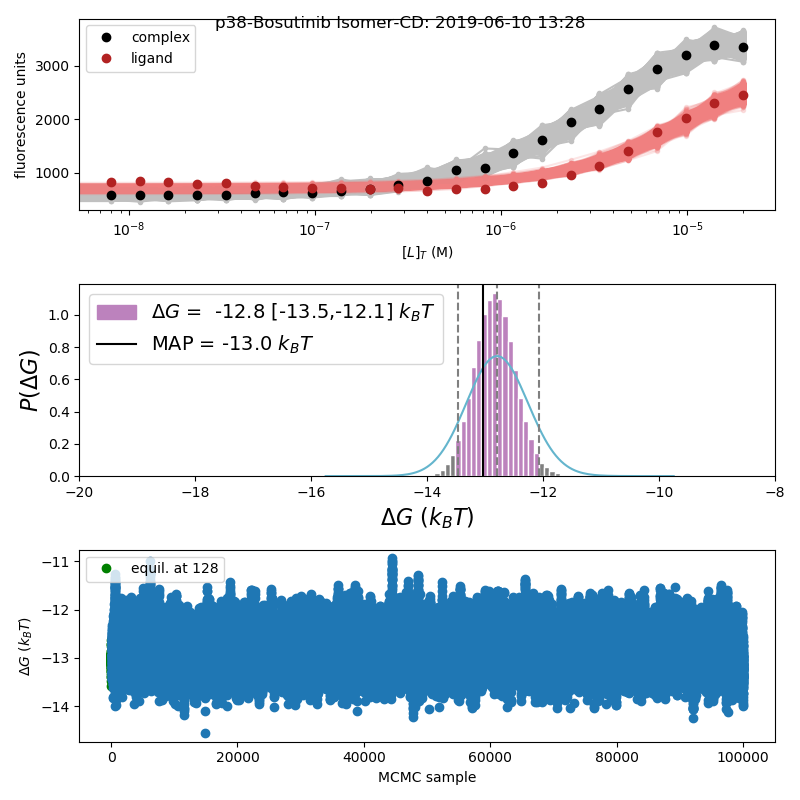 p38-Bosutinib Isomer-CD: 2019-06-10 13:28
complex
ligand
fluorescence units
3000
2000
1000
10⁻⁸
10⁻⁷
10⁻⁶
10⁻⁵
[L]_T (M)
ΔG = -12.8 [-13.5,-12.1] k_BT
MAP = -13.0 k_BT
P(ΔG)
1.0
0.8
0.6
0.4
0.2
0.0
−20
−18
−16
−14
−12
−10
−8
ΔG (k_BT)
equil. at 128
ΔG (k_BT)
−11
−12
−13
−14
0
20000
40000
60000
80000
100000
MCMC sample